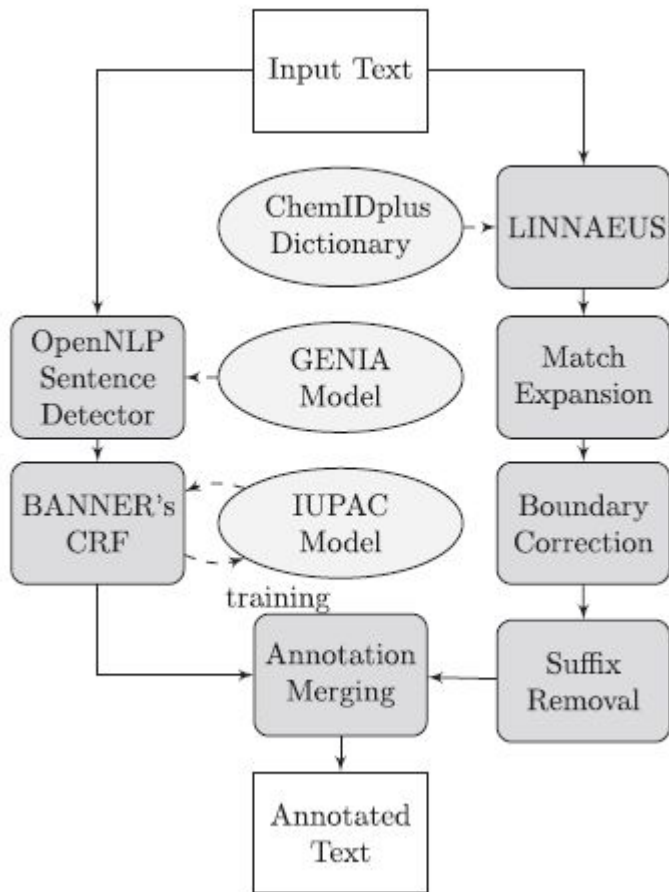 Input Text
ChemIDplus
Dictionary
LINNAEUS
OpenNLP
Sentence
Detector
GENIA
Model
Match
Expansion
BANNER's
CRF
IUPAC
Model
Boundary
Correction
training
Annotation
Merging
Suffix
Removal
Annotated
Text